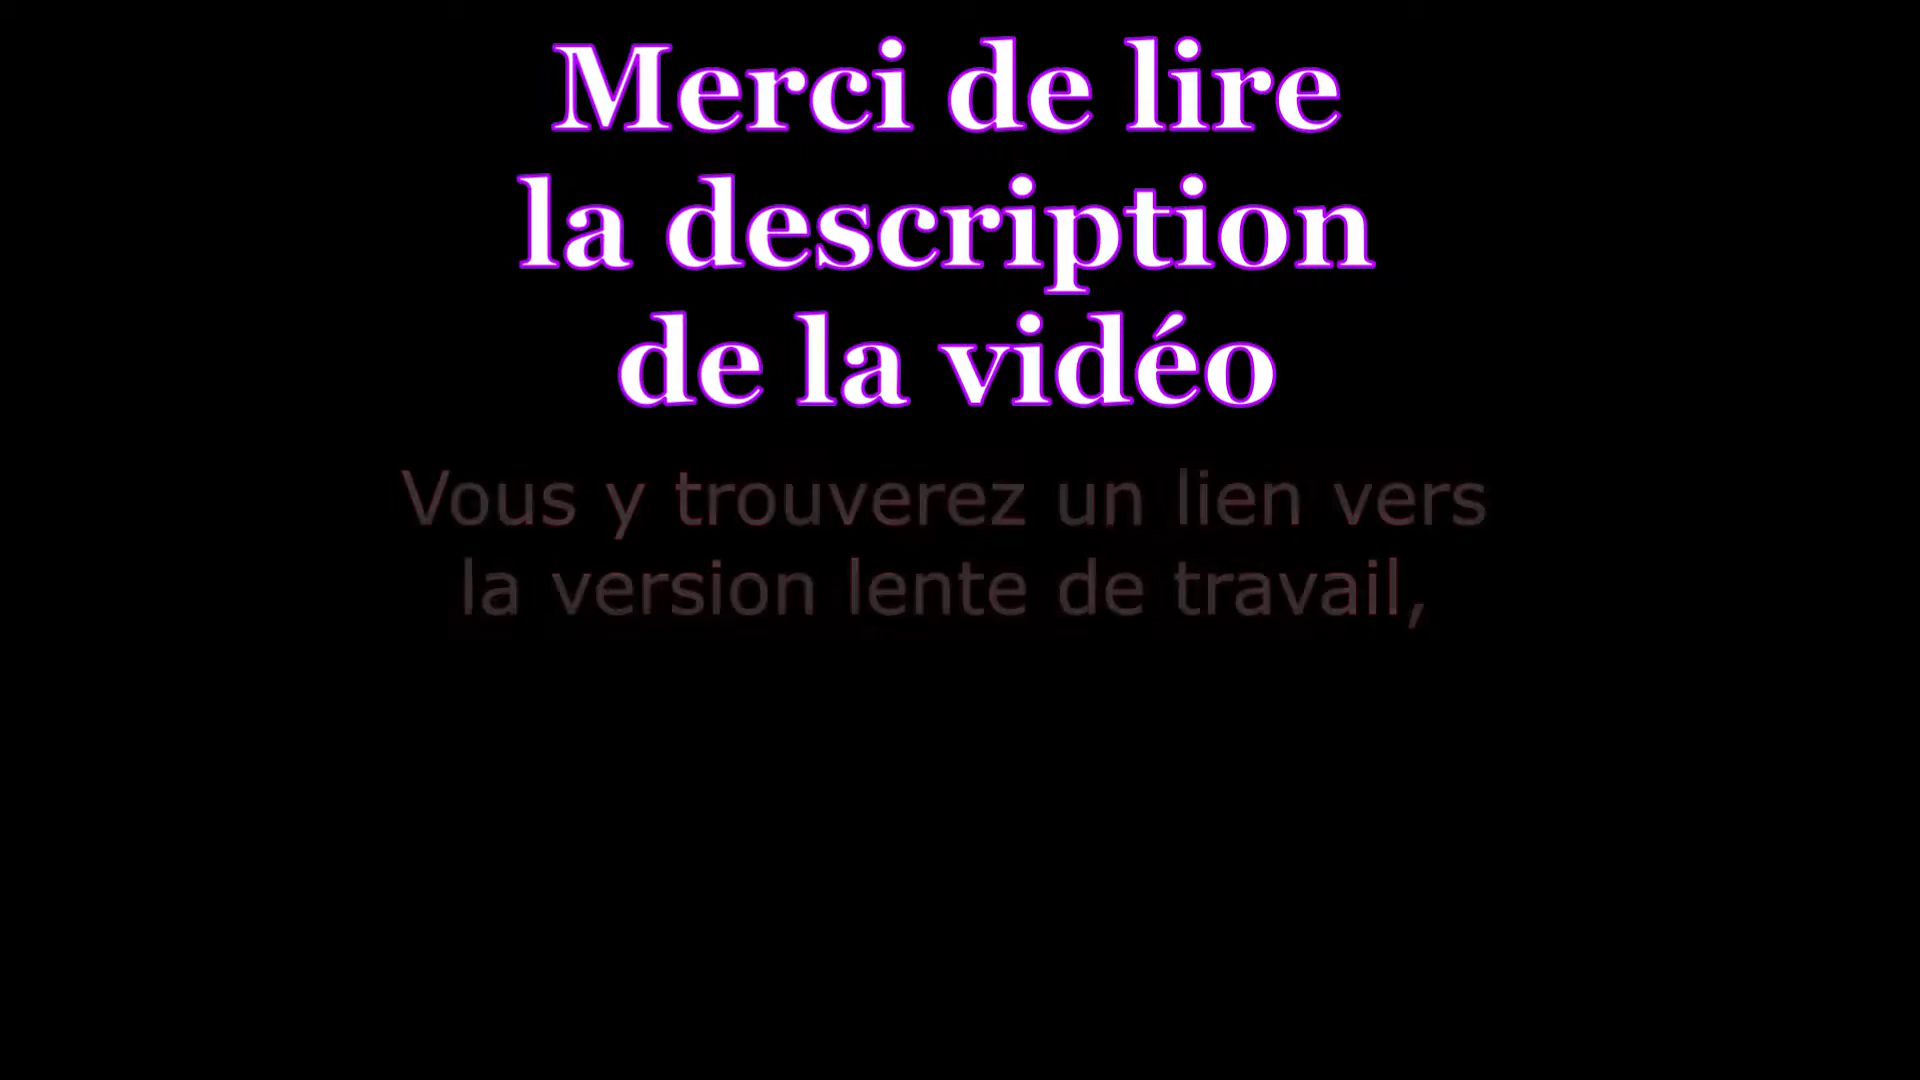 Merci de lire
la description
de la vidéo
Vous y trouverez un lien vers
la version lente de travail,